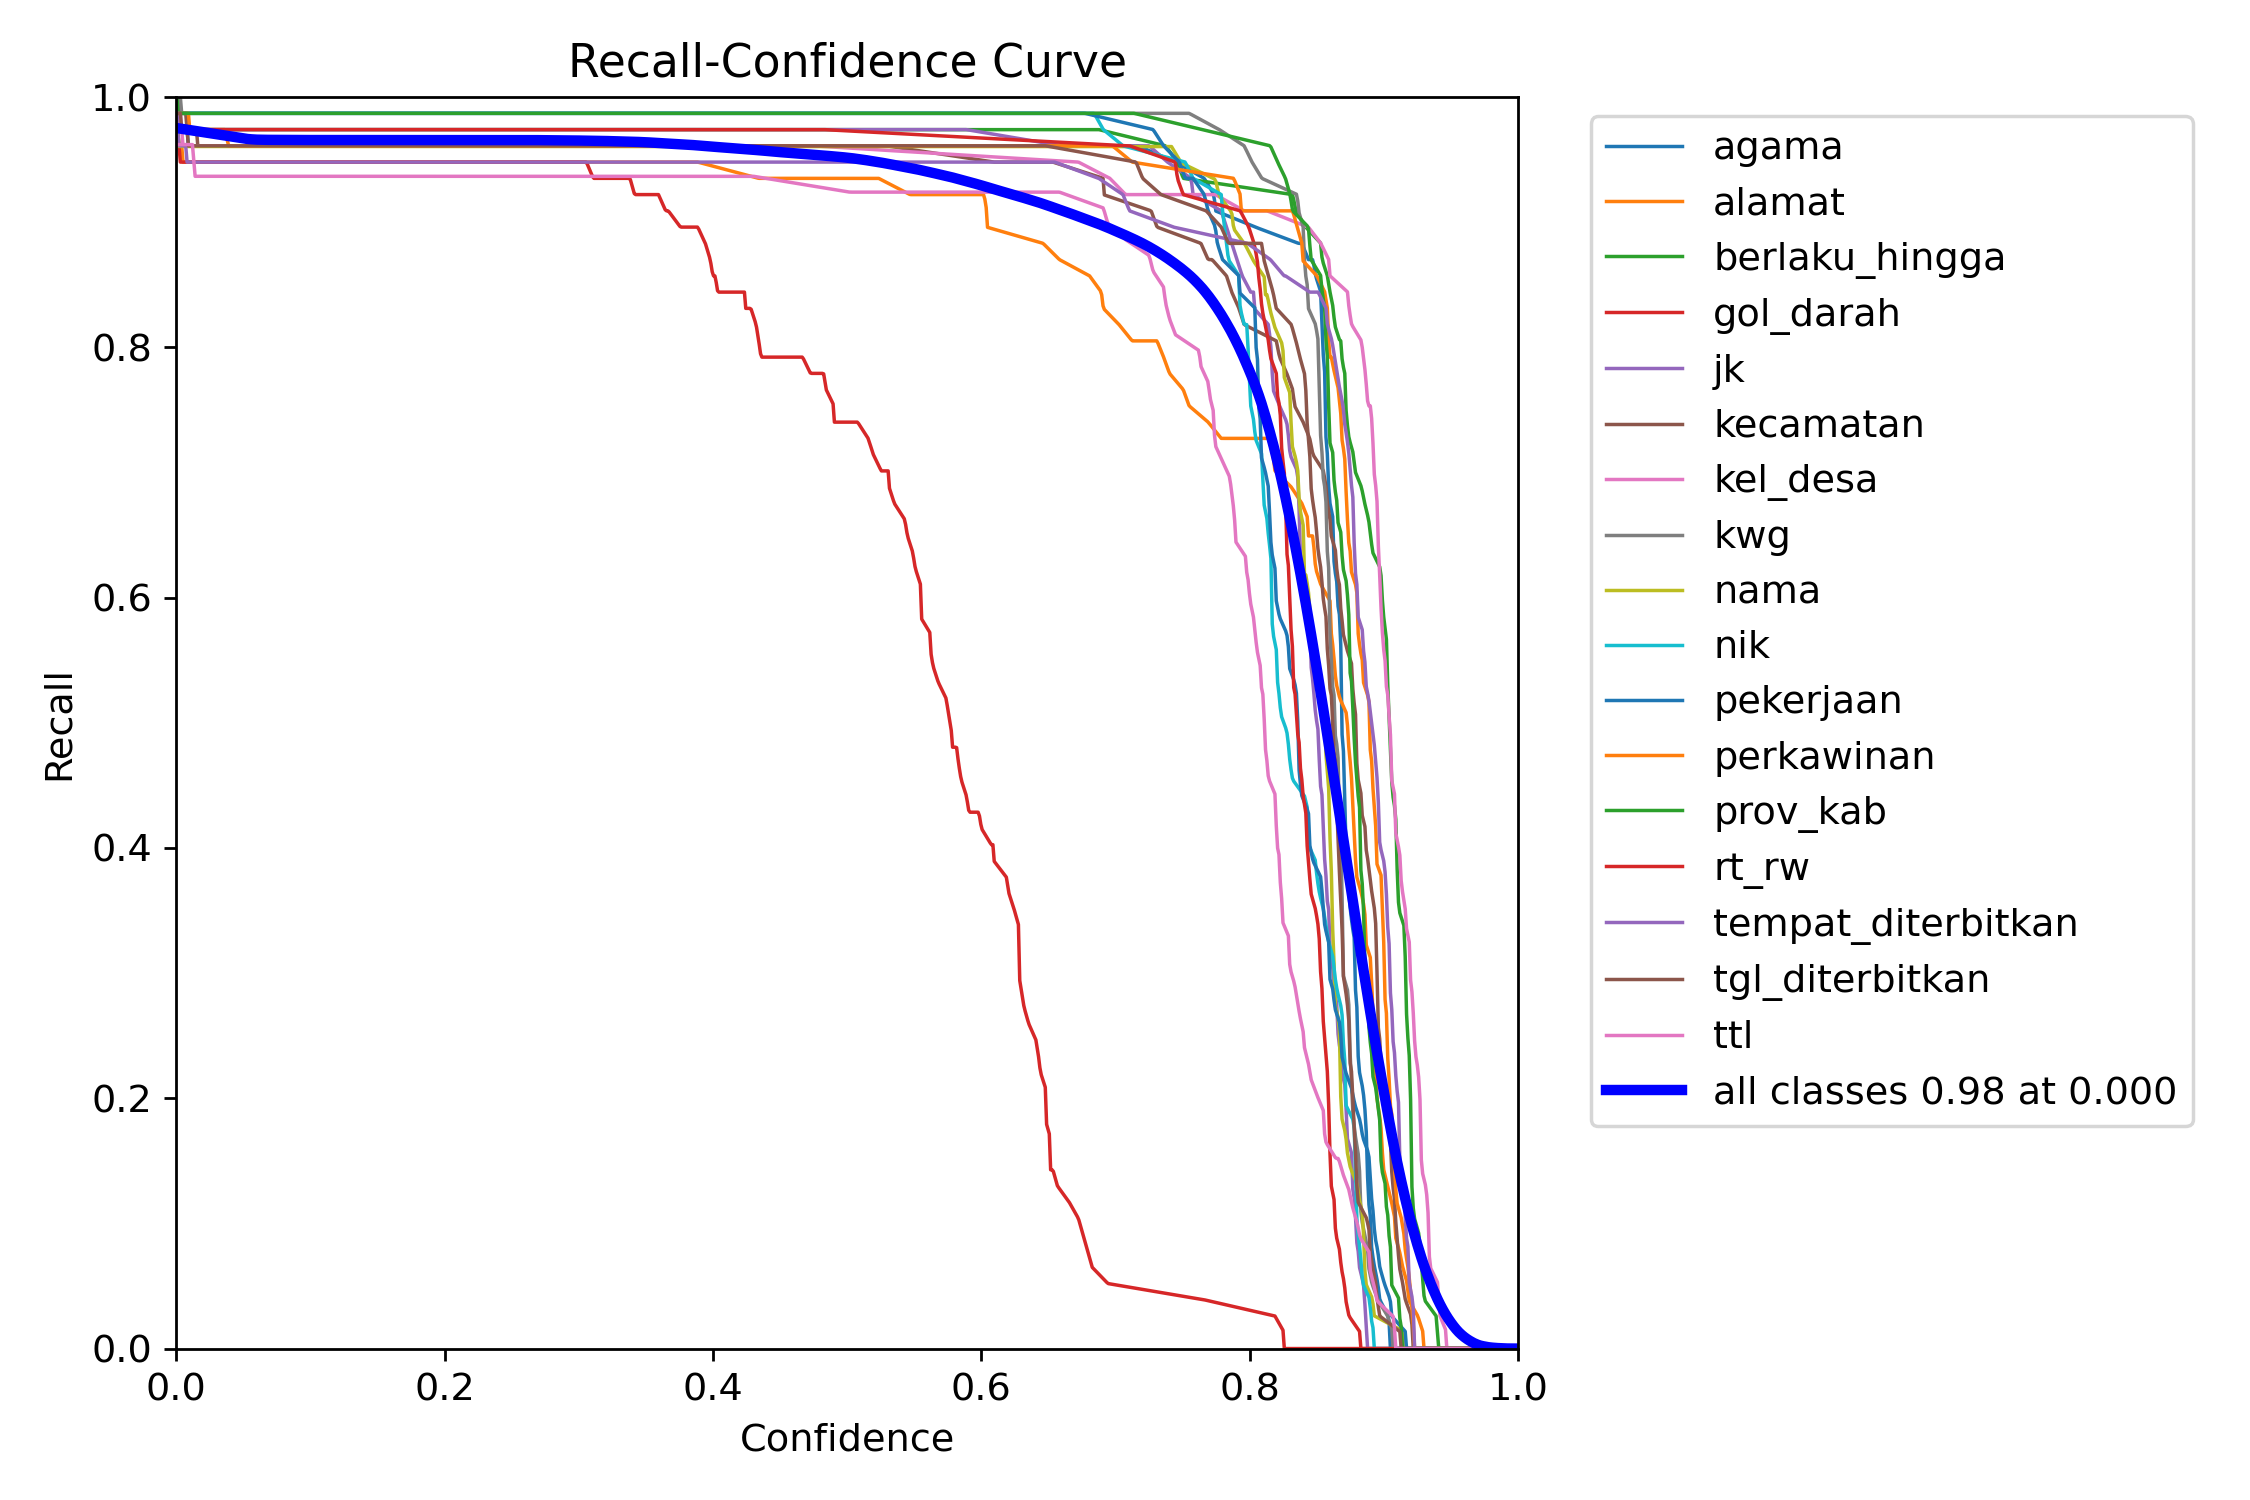 Recall-Confidence Curve
1.0
0.8
0.6
0.4
0.2
0.0
Recall
0.0 0.2 0.4 0.6 0.8 1.0
Confidence
agama
alamat
berlaku_hingga
gol_darah
jk
kecamatan
kel_desa
kwg
nama
nik
pekerjaan
perkawinan
prov_kab
rt_rw
tempat_diterbitkan
tgl_diterbitkan
ttl
all classes 0.98 at 0.000